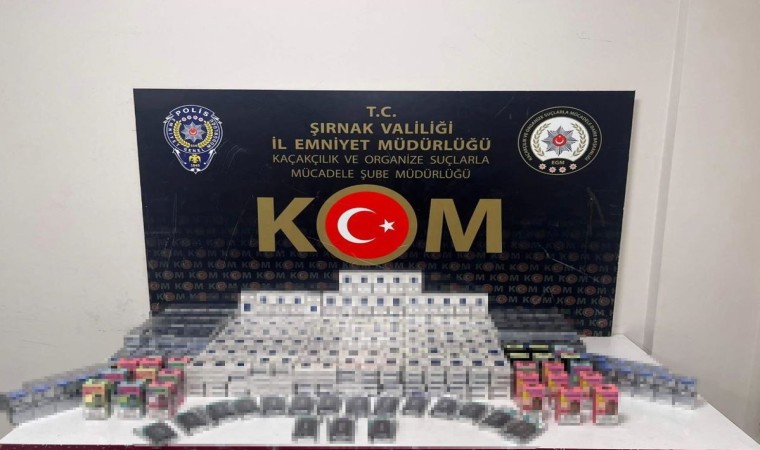 POLİS
T.C.
ŞIRNAK VALİLİĞİ
İL EMNİYET MÜDÜRLÜĞÜ
KAÇAKÇILIK VE ORGANİZE SUÇLARLA
MÜCADELE ŞUBE MÜDÜRLÜĞÜ
EGM
KOM